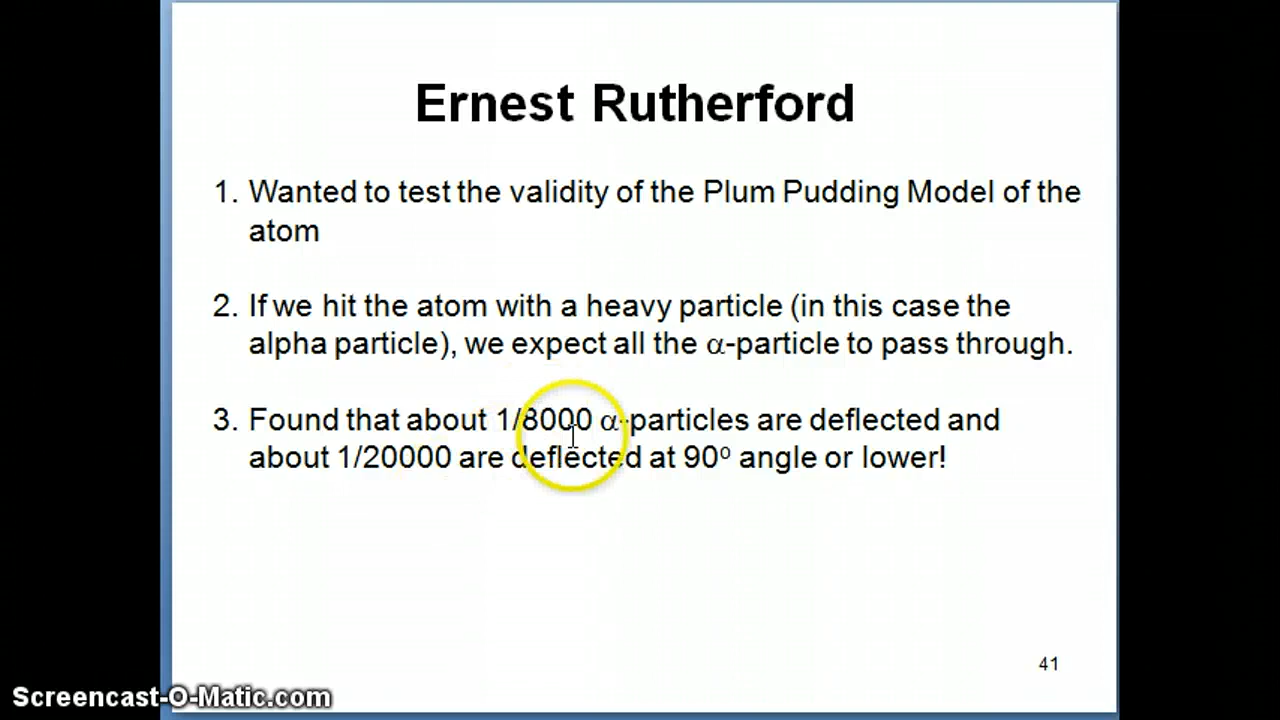 Ernest Rutherford
1. Wanted to test the validity of the Plum Pudding Model of the
atom
2. If we hit the atom with a heavy particle (in this case the
alpha particle), we expect all the α-particle to pass through.
3. Found that about 1/8000 α-particles are deflected and
about 1/20000 are deflected at 90º angle or lower!
41
Screencast-O-Matic.com